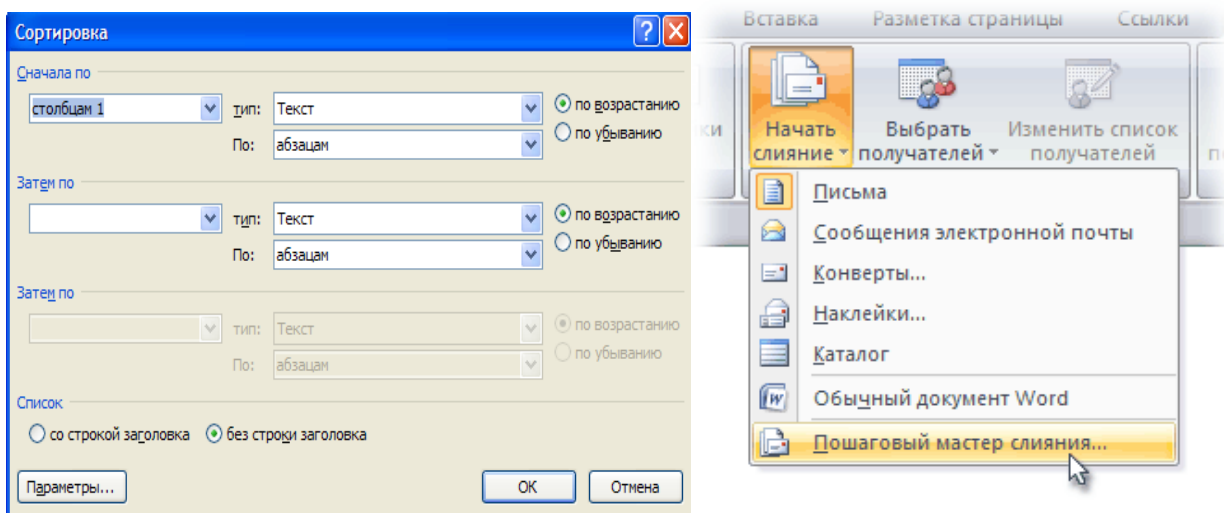 Сортировка
Сначала по
столбцам 1 тип: Текст по возрастанию
По: абзацам по убыванию
Затем по
тип: Текст по возрастанию
По: абзацам по убыванию
Затем по
тип: Текст по возрастанию
По: абзацам по убыванию
Список
со строкой заголовка без строки заголовка
Параметры... ОК Отмена
Вставка Разметка страницы Ссылки
Начать слияние
Выбрать получателей
Изменить список получателей
Письма
Сообщения электронной почты
Конверты...
Наклейки...
Каталог
Обычный документ Word
Пошаговый мастер слияния...